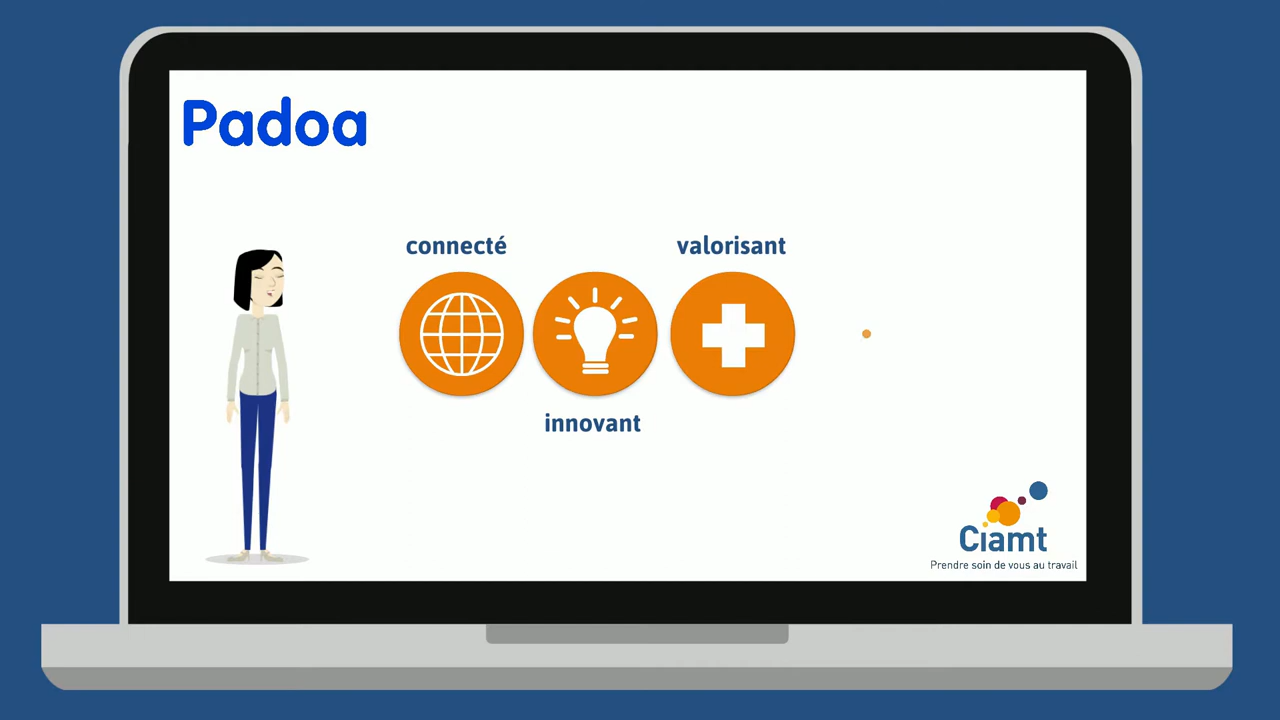 Padoa
connecté
valorisant
innovant
Ciamt
Prendre soin de vous au travail